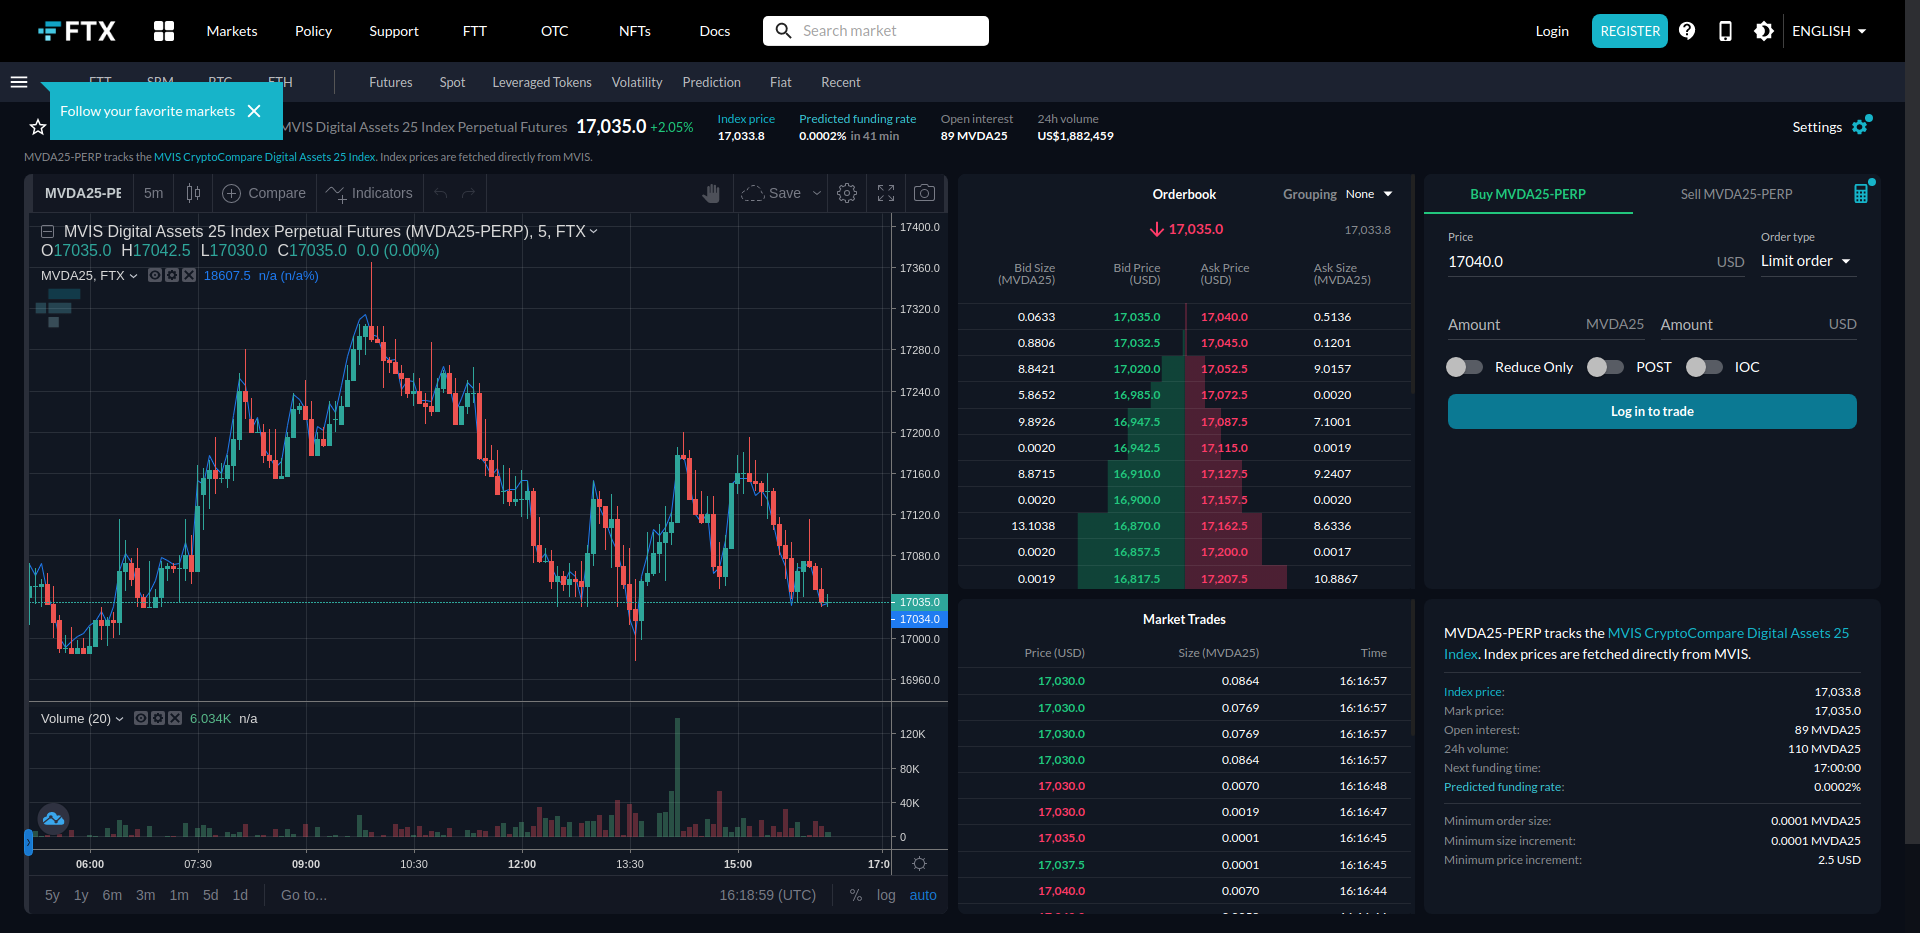 FTX Markets Policy Support FTT OTC NFTs Docs Search market Login REGISTER ENGLISH
FTT SRM BTC ETH Futures Spot Leveraged Tokens Volatility Prediction Fiat Recent
Follow your favorite markets
MVIS Digital Assets 25 Index Perpetual Futures 17,035.0 +2.05%
Index price 17,033.8
Predicted funding rate 0.0002% in 41 min
Open interest 89 MVDA25
24h volume US$1,882,459
Settings
MVDA25-PERP tracks the MVIS CryptoCompare Digital Assets 25 Index. Index prices are fetched directly from MVIS.
MVDA25-PE 5m Compare Indicators Save
MVIS Digital Assets 25 Index Perpetual Futures (MVDA25-PERP), 5, FTX
O17035.0 H17042.5 L17030.0 C17035.0 0.0 (0.00%)
MVDA25, FTX 18607.5 n/a (n/a%)
17400.0
17360.0
17320.0
17280.0
17240.0
17200.0
17160.0
17120.0
17080.0
17035.0
17034.0
17000.0
16960.0
Volume (20) 6.034K n/a
120K
80K
40K
0
06:00 07:30 09:00 10:30 12:00 13:30 15:00 17:0
5y 1y 6m 3m 1m 5d 1d Go to... 16:18:59 (UTC) % log auto
Orderbook Grouping None
17,035.0 17,033.8
Bid Size (MVDA25) Bid Price (USD) Ask Price (USD) Ask Size (MVDA25)
0.0633 17,035.0 17,040.0 0.5136
0.8806 17,032.5 17,045.0 0.1201
8.8421 17,020.0 17,052.5 9.0157
5.8652 16,985.0 17,072.5 0.0020
9.8926 16,947.5 17,087.5 7.1001
0.0020 16,942.5 17,115.0 0.0019
8.8715 16,910.0 17,127.5 9.2407
0.0020 16,900.0 17,157.5 0.0020
13.1038 16,870.0 17,162.5 8.6336
0.0020 16,857.5 17,200.0 0.0017
0.0019 16,817.5 17,207.5 10.8867
Market Trades
Price (USD) Size (MVDA25) Time
17,030.0 0.0864 16:16:57
17,030.0 0.0769 16:16:57
17,030.0 0.0769 16:16:57
17,030.0 0.0864 16:16:57
17,030.0 0.0070 16:16:48
17,030.0 0.0019 16:16:47
17,035.0 0.0001 16:16:45
17,037.5 0.0001 16:16:45
17,040.0 0.0070 16:16:44
Buy MVDA25-PERP Sell MVDA25-PERP
Price Order type
17040.0 USD Limit order
Amount MVDA25 Amount USD
Reduce Only POST IOC
Log in to trade
MVDA25-PERP tracks the MVIS CryptoCompare Digital Assets 25
Index. Index prices are fetched directly from MVIS.
Index price: 17,033.8
Mark price: 17,035.0
Open interest: 89 MVDA25
24h volume: 110 MVDA25
Next funding time: 17:00:00
Predicted funding rate: 0.0002%
Minimum order size: 0.0001 MVDA25
Minimum size increment: 0.0001 MVDA25
Minimum price increment: 2.5 USD